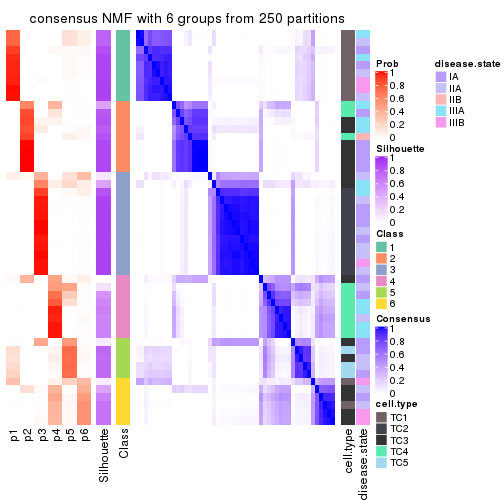 consensus NMF with 6 groups from 250 partitions
p1
p2
p3
p4
p5
p6
Silhouette
Class
cell.type
disease.state
Prob
1
0.8
0.6
0.4
0.2
0
Silhouette
1
0.8
0.6
0.4
0.2
0
Class
1
2
3
4
5
6
Consensus
1
0.8
0.6
0.4
0.2
0
cell.type
TC1
TC2
TC3
TC4
TC5
disease.state
IA
IIA
IIB
IIIA
IIIB